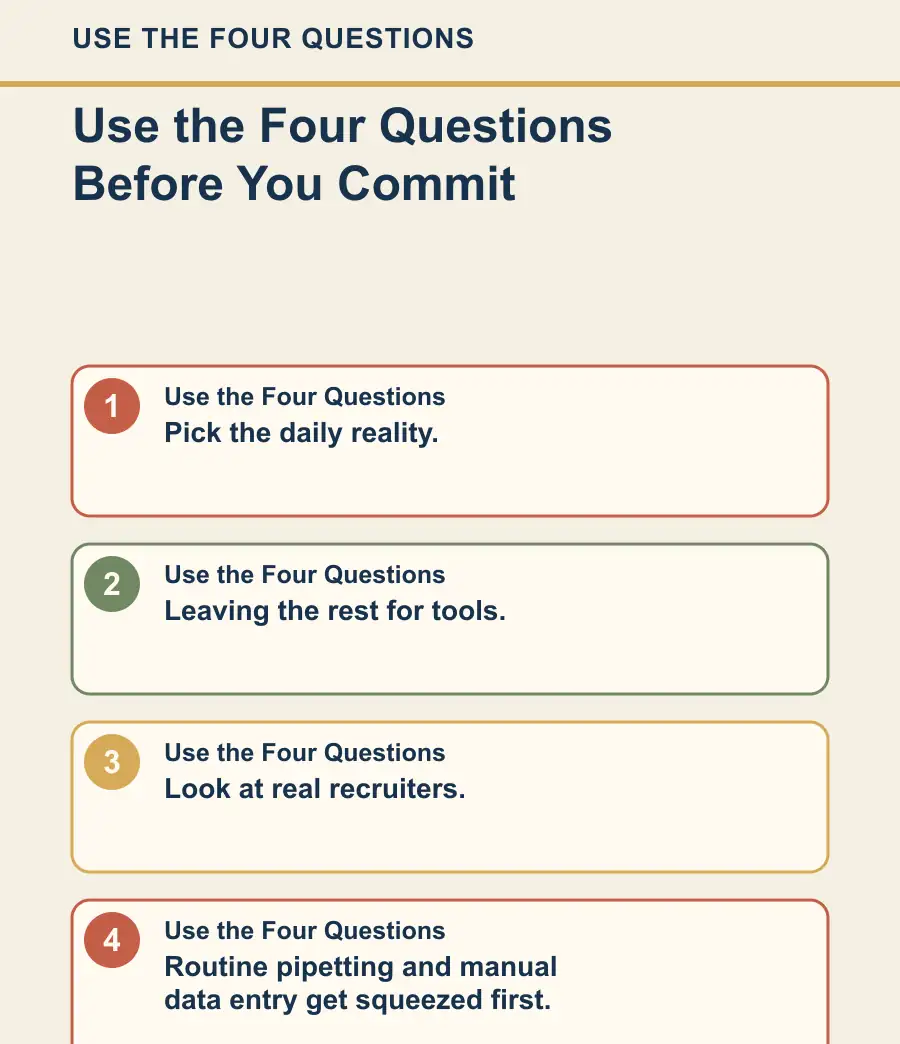 USE THE FOUR QUESTIONS
Use the Four Questions
Before You Commit
1
Use the Four Questions
Pick the daily reality.
2
Use the Four Questions
Leaving the rest for tools.
3
Use the Four Questions
Look at real recruiters.
4
Use the Four Questions
Routine pipetting and manual
data entry get squeezed first.